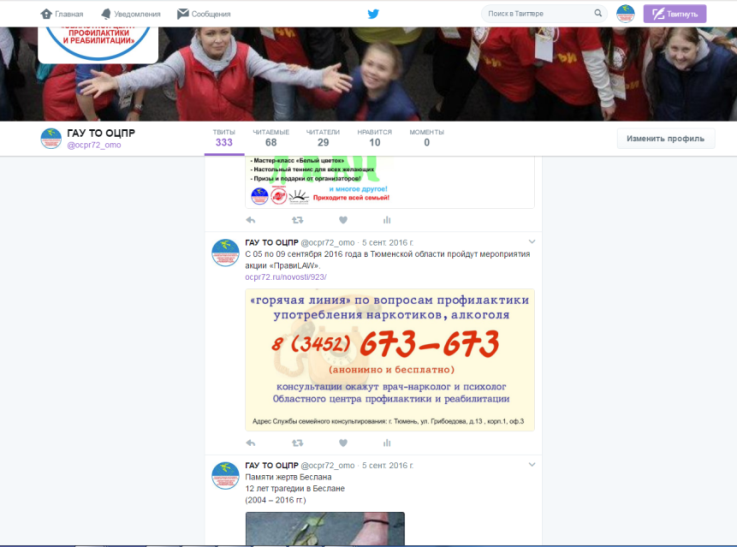 Главная
Уведомления
Сообщения
Поиск в Твиттере
Твитнуть
«ОБЛАСТНОЙ ЦЕНТР
ПРОФИЛАКТИКИ
И РЕАБИЛИТАЦИИ»
ГАУ ТО ОЦПР
@ocpr72_omo
ТВИТЫ
333
ЧИТАЕМЫЕ
68
ЧИТАТЕЛИ
29
НРАВИТСЯ
10
МОМЕНТЫ
0
Изменить профиль
- Мастер-класс «Белый цветок»
- Настольный теннис для всех желающих
- Призы и подарки от организаторов!
и многое другое!
Приходите всей семьей!
ГАУ ТО ОЦПР @ocpr72_omo · 5 сент. 2016 г.
С 05 по 09 сентября 2016 года в Тюменской области пройдут мероприятия
акции «ПравиLAW».
ocpr72.ru/novosti/923/
«горячая линия» по вопросам профилактики
употребления наркотиков, алкоголя
8 (3452) 673-673
(анонимно и бесплатно)
консультации окажут врач-нарколог и психолог
Областного центра профилактики и реабилитации
Адрес Службы семейного консультирования: г. Тюмень, ул. Грибоедова, д.13 , корп.1, оф.3
ГАУ ТО ОЦПР @ocpr72_omo · 5 сент. 2016 г.
Памяти жертв Беслана
12 лет трагедии в Беслане
(2004 – 2016 гг.)